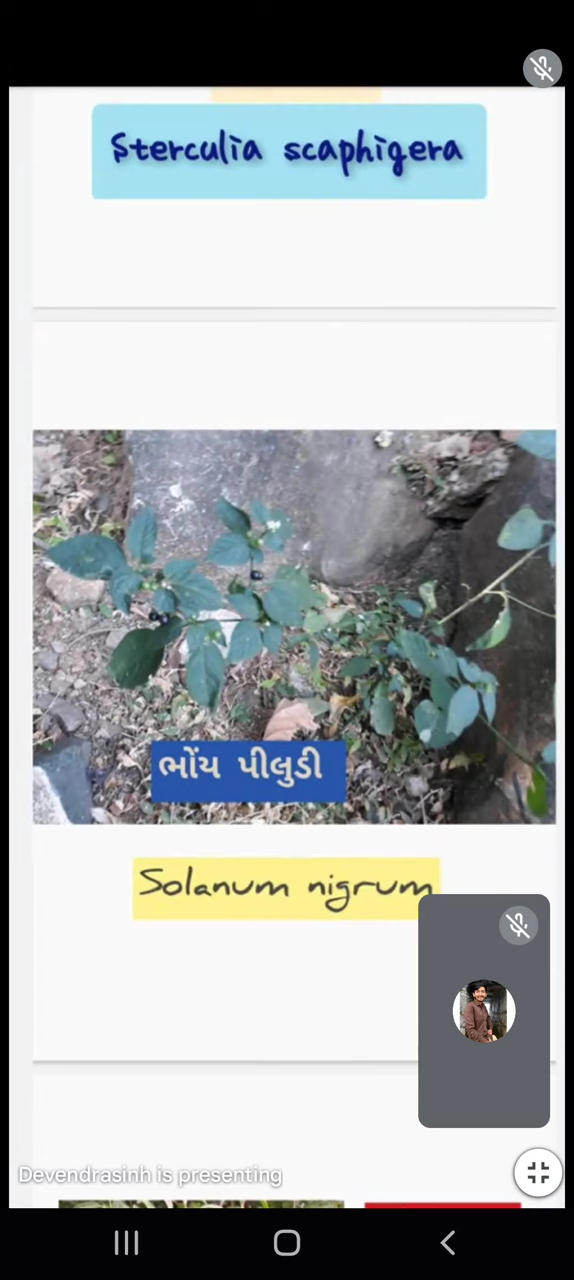 Sterculia scaphigera
ભોંય પીલુડી
Solanum nigrum
Devendrasinh is presenting